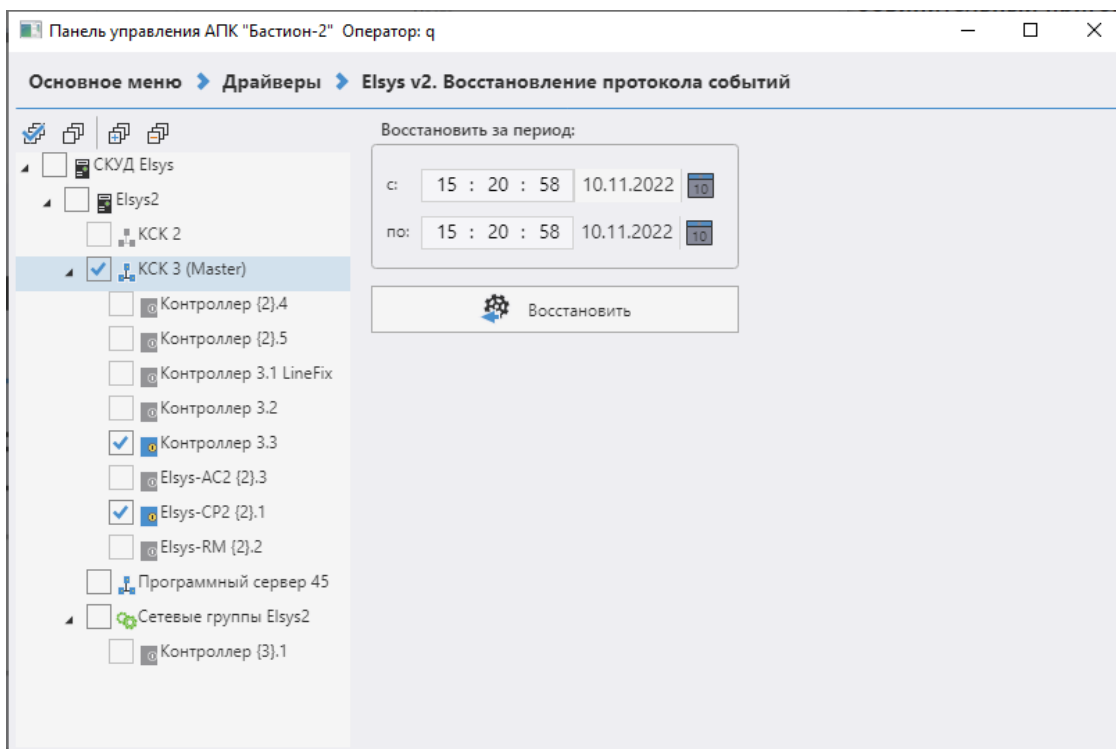 Панель управления АПК "Бастион-2" Оператор: q
Основное меню Драйверы Elsys v2. Восстановление протокола событий
Восстановить за период:
с: 15 : 20 : 58 10.11.2022 10
по: 15 : 20 : 58 10.11.2022 10
Восстановить
СКУД Elsys
Elsys2
КСК 2
КСК 3 (Master)
Контроллер {2}.4
Контроллер {2}.5
Контроллер 3.1 LineFix
Контроллер 3.2
Контроллер 3.3
Elsys-AC2 {2}.3
Elsys-CP2 {2}.1
Elsys-RM {2}.2
Программный сервер 45
Сетевые группы Elsys2
Контроллер {3}.1